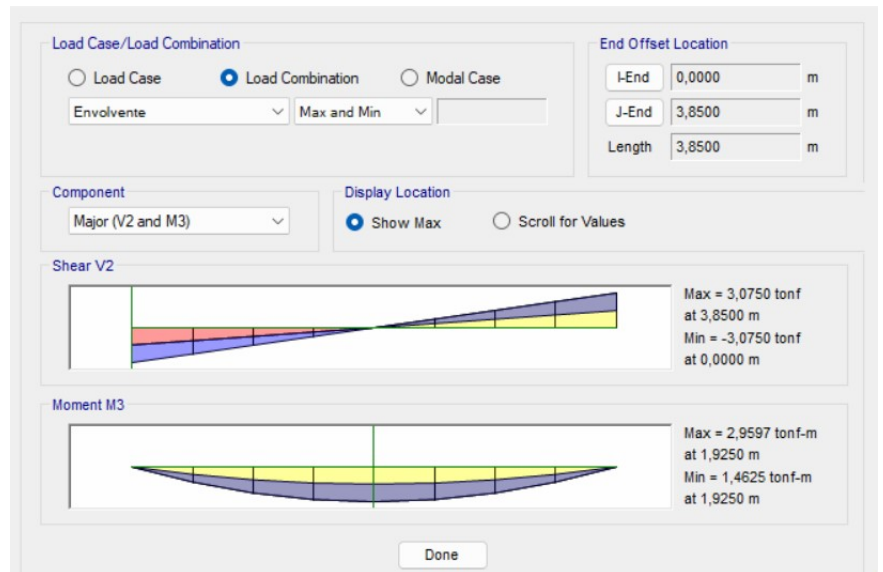 Load Case/Load Combination
Load Case Load Combination Modal Case
Envolvente Max and Min
End Offset Location
I-End 0,0000 m
J-End 3,8500 m
Length 3,8500 m
Component
Major (V2 and M3)
Display Location
Show Max Scroll for Values
Shear V2
Max = 3,0750 tonf
at 3,8500 m
Min = -3,0750 tonf
at 0,0000 m
Moment M3
Max = 2,9597 tonf-m
at 1,9250 m
Min = 1,4625 tonf-m
at 1,9250 m
Done